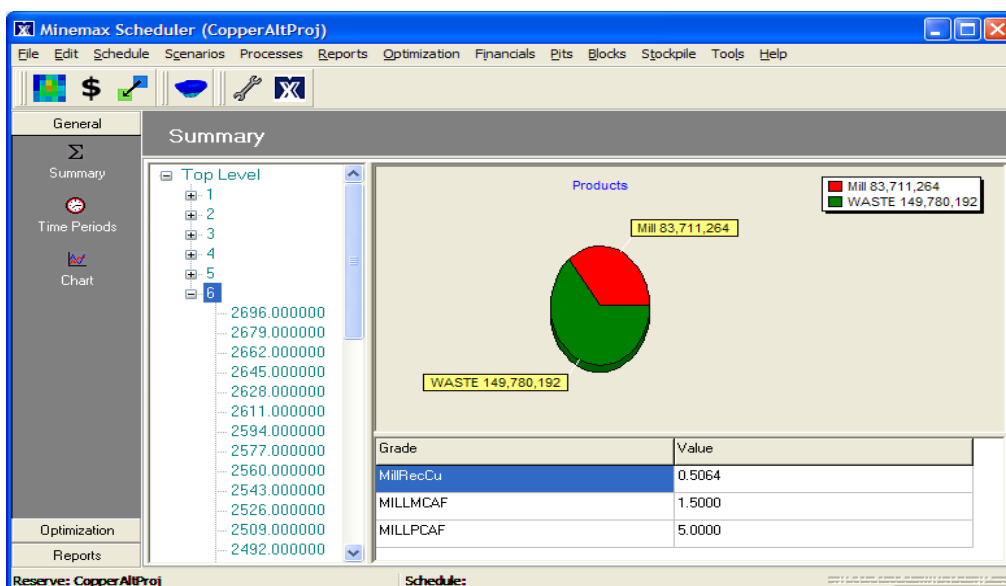 Minemax Scheduler (CopperAltProj)
File Edit Schedule Scenarios Processes Reports Optimization Financials Pits Blocks Stockpile Tools Help
$
General
Σ
Summary
Time Periods
Chart
Optimization
Reports
Summary
Top Level
1
2
3
4
5
6
2696.000000
2679.000000
2662.000000
2645.000000
2628.000000
2611.000000
2594.000000
2577.000000
2560.000000
2543.000000
2526.000000
2509.000000
2492.000000
Products
Mill 83,711,264
WASTE 149,780,192
Mill 83,711,264
WASTE 149,780,192
Grade Value
MillRecCu 0.5064
MILLMCAF 1.5000
MILLPCAF 5.0000
Reserve: CopperAltProj Schedule: